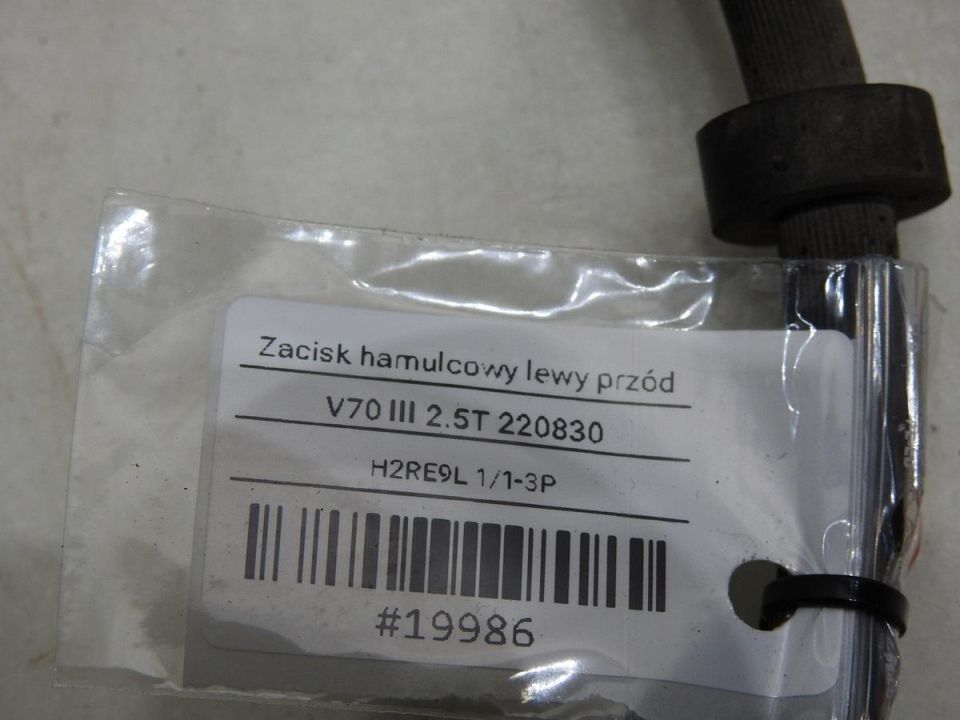 Zacisk hamulcowy lewy przód
V70 III 2.5T 220830
H2RE9L 1/1-3P
#19986